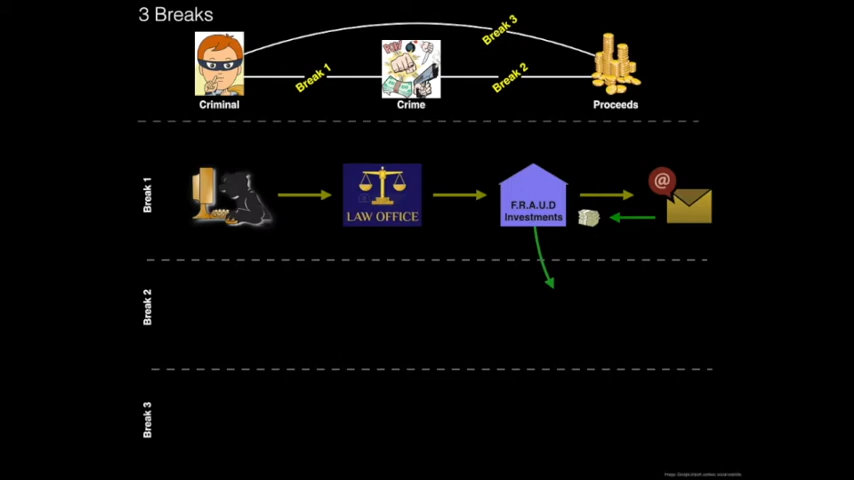 3 Breaks
Break 3
Break 1
Break 2
Criminal
Crime
Proceeds
Break 1
LAW OFFICE
F.R.A.U.D
Investments
@
Break 2
Break 3